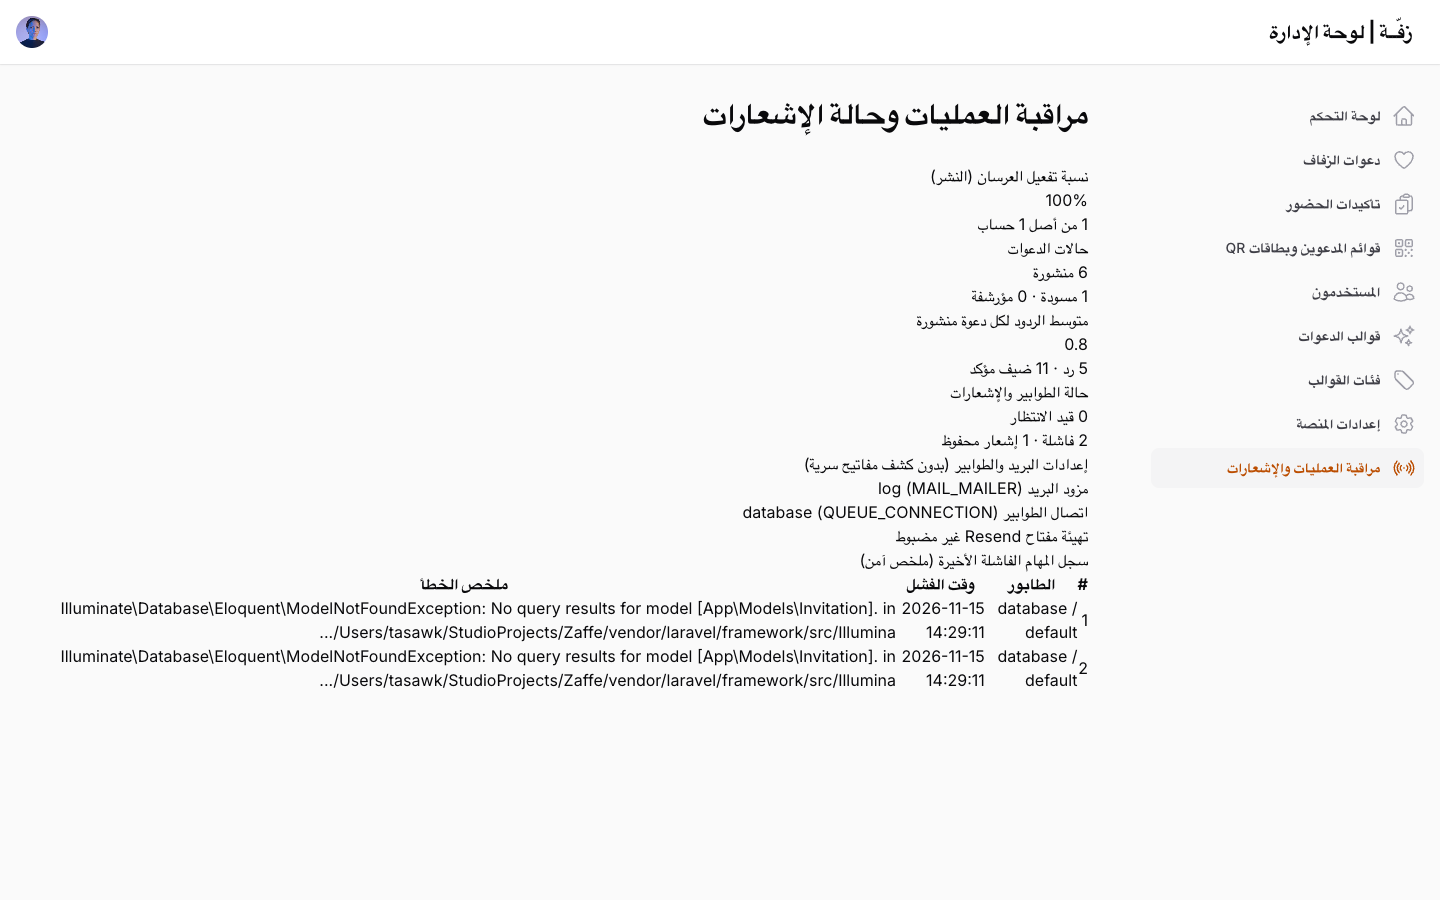 زفّـة | لوحة الإدارة
لوحة التحكم
دعوات الزفاف
تأكيدات الحضور
قوائم المدعوين وبطاقات QR
المستخدمون
قوالب الدعوات
فئات القوالب
إعدادات المنصة
مراقبة العمليات والإشعارات
مراقبة العمليات وحالة الإشعارات
نسبة تفعيل العرسان (النشر)
100%
1 من أصل 1 حساب
حالات الدعوات
6 منشورة
1 مسودة · 0 مؤرشفة
متوسط الردود لكل دعوة منشورة
0.8
5 رد · 11 ضيف مؤكد
حالة الطوابير والإشعارات
0 قيد الانتظار
2 فاشلة · 1 إشعار محفوظ
إعدادات البريد والطوابير (بدون كشف مفاتيح سرية)
مزود البريد (MAIL_MAILER) log
اتصال الطوابير (QUEUE_CONNECTION) database
تهيئة مفتاح Resend غير مضبوط
سجل المهام الفاشلة الأخيرة (ملخص آمن)
# الطابور وقت الفشل ملخص الخطأ
1 database / default 2026-11-15 14:29:11 Illuminate\Database\Eloquent\ModelNotFoundException: No query results for model [App\Models\Invitation]. in
/Users/tasawk/StudioProjects/Zaffe/vendor/laravel/framework/src/Illumina...
2 database / default 2026-11-15 14:29:11 Illuminate\Database\Eloquent\ModelNotFoundException: No query results for model [App\Models\Invitation]. in
/Users/tasawk/StudioProjects/Zaffe/vendor/laravel/framework/src/Illumina...